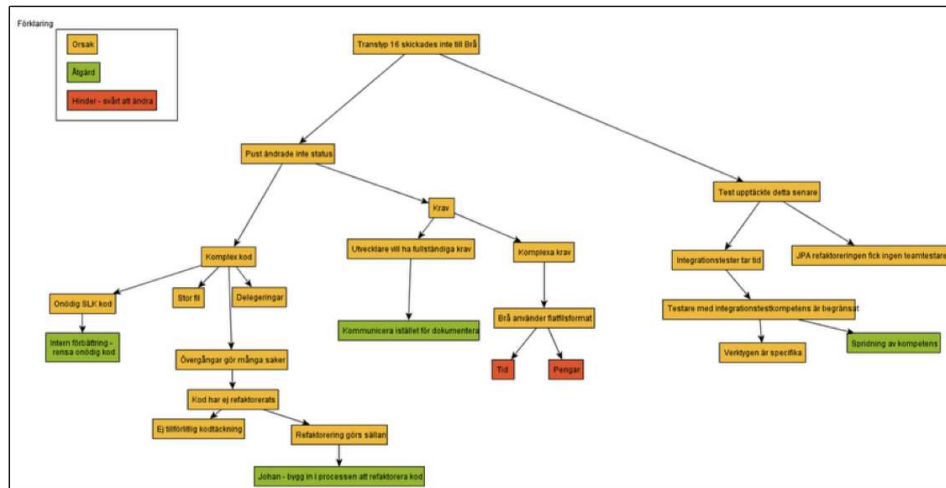 Förklaring
Orsak
Åtgärd
Hinder - svårt att ändra
Transtyp 16 skickades inte till Brå
Pust ändrade inte status
Test upptäckte detta senare
Krav
Utvecklare vill ha fullständiga krav
Komplexa krav
Komplex kod
Integrationstester tar tid
JPA refaktoreringen fick ingen teamtestare
Onödig SLK kod
Stor fil
Delegeringar
Brå använder flatfilsformat
Testare med integrationstestkompetens är begränsat
Intern förbättring -
rensa onödig kod
Kommunicera istället för dokumentera
Verktygen är specifika
Spridning av kompetens
Övergångar gör många saker
Tid
Pengar
Kod har ej refaktorerats
Ej tillförlitlig kodtäckning
Refaktorering görs sällan
Johan - bygg in i processen att refaktorera kod